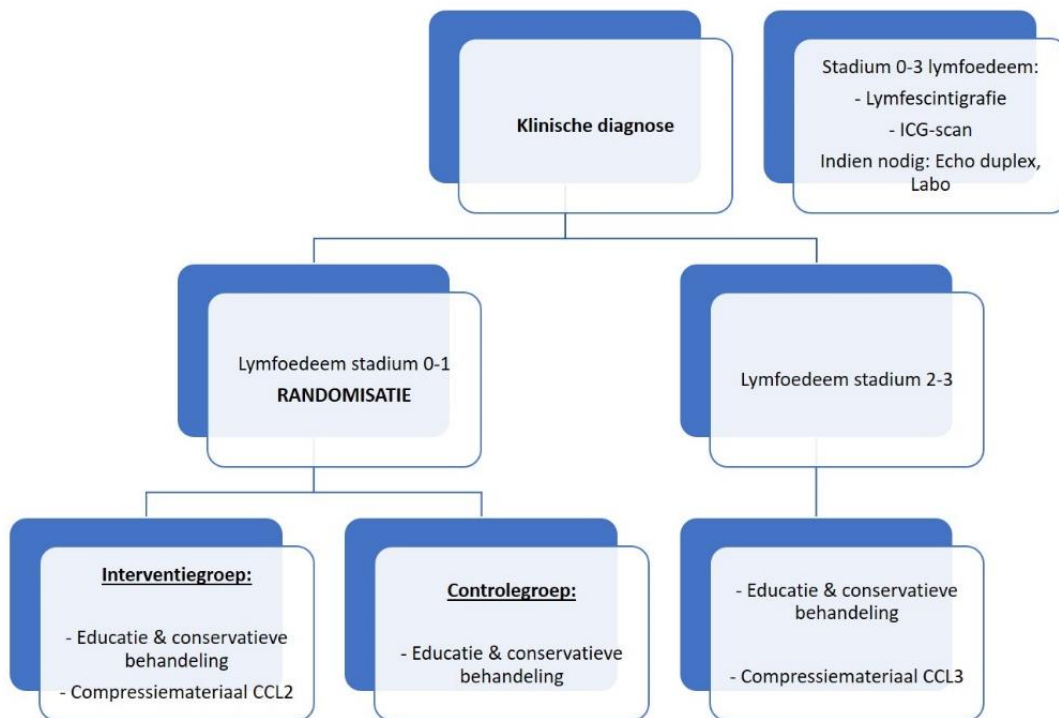 Klinische diagnose
Stadium 0-3 lymfoedeem:
- Lymfescintigrafie
- ICG-scan
Indien nodig: Echo duplex,
Labo
Lymfoedeem stadium 0-1
RANDOMISATIE
Lymfoedeem stadium 2-3
Interventiegroep:
- Educatie & conservatieve
behandeling
- Compressiemateriaal CCL2
Controlegroep:
- Educatie & conservatieve
behandeling
- Educatie & conservatieve
behandeling
- Compressiemateriaal CCL3